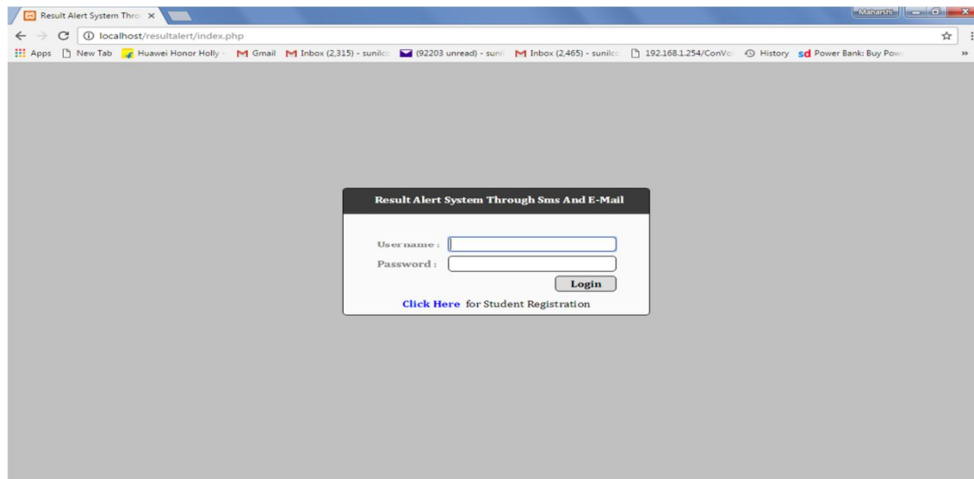 Result Alert System Thro
localhost/resultalert/index.php
Apps New Tab Huawei Honor Holly - Gmail Inbox (2,315) - sunilc (92203 unread) - suni Inbox (2,465) - sunilc 192.168.1.254/ConVo History sd Power Bank: Buy Pow »
Result Alert System Through Sms And E-Mail
Username :
Password :
Login
Click Here for Student Registration